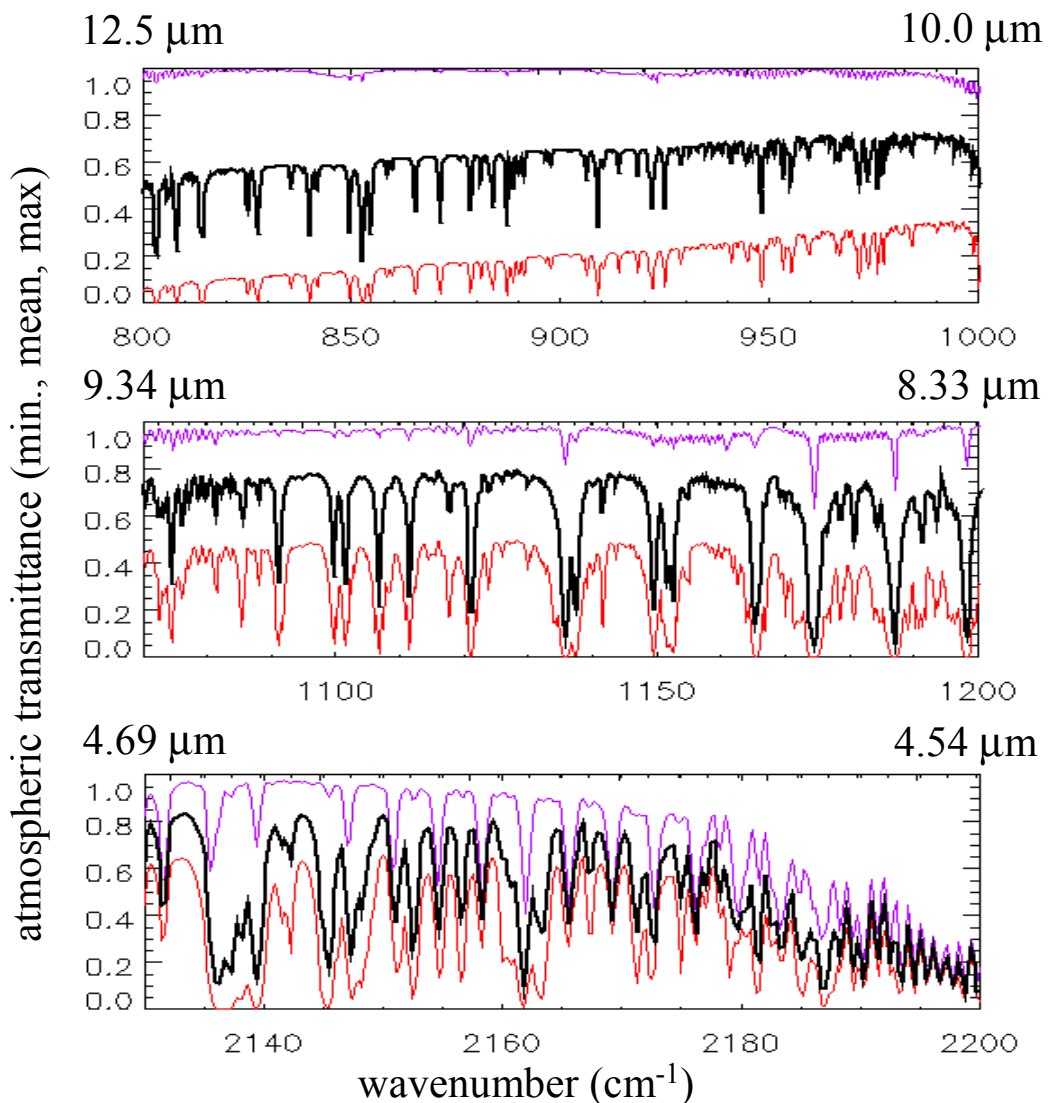 12.5 μm 10.0 μm
1.0
0.8
0.6
0.4
0.2
0.0
800 850 900 950 1000
9.34 μm 8.33 μm
1.0
0.8
0.6
0.4
0.2
0.0
1100 1150 1200
4.69 μm 4.54 μm
1.0
0.8
0.6
0.4
0.2
0.0
2140 2160 2180 2200
wavenumber (cm⁻¹)
atmospheric transmittance (min., mean, max)